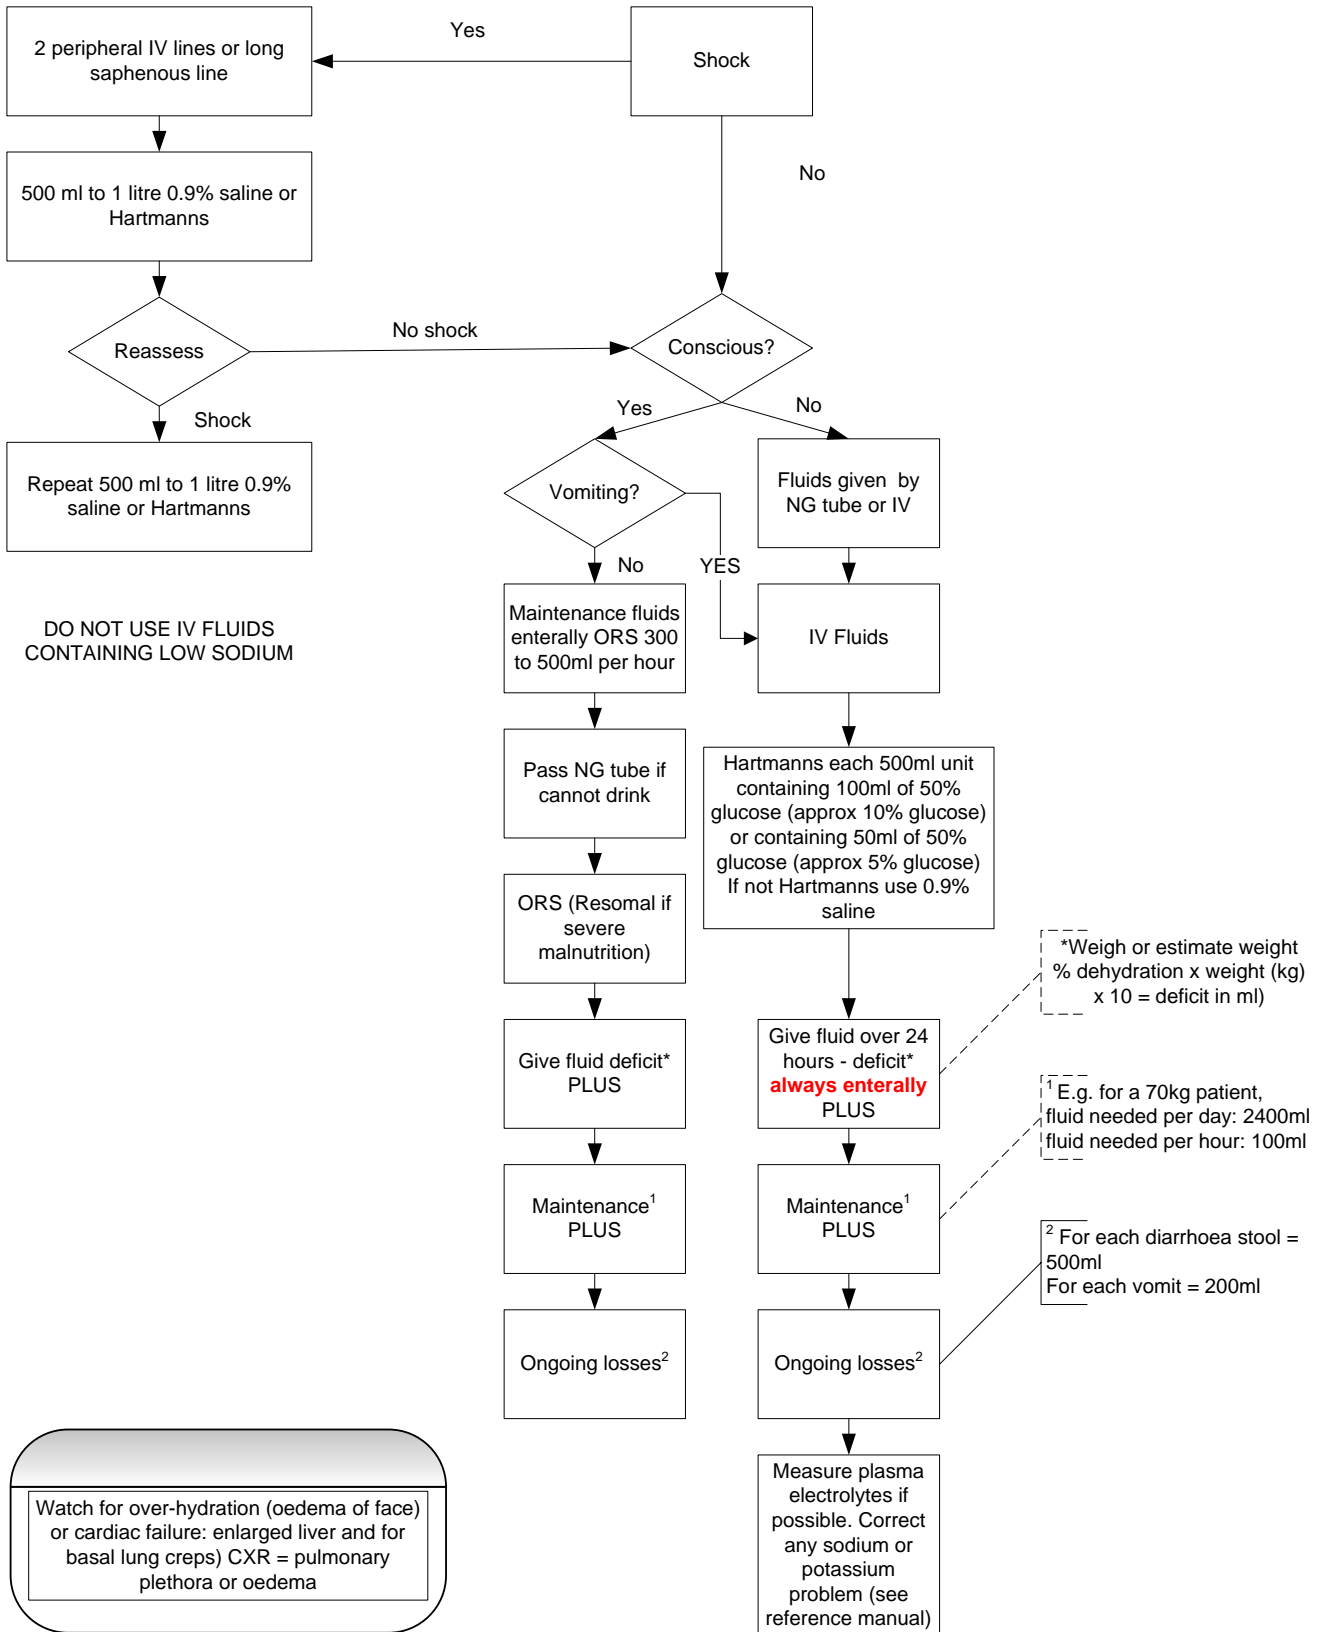 2 peripheral IV lines or long
saphenous line
Yes
Shock
500 ml to 1 litre 0.9% saline or
Hartmanns
No
Reassess
No shock
Conscious?
Shock
Yes
No
Repeat 500 ml to 1 litre 0.9%
saline or Hartmanns
Vomiting?
Fluids given  by
NG tube or IV
No
YES
DO NOT USE IV FLUIDS
CONTAINING LOW SODIUM
Maintenance fluids
enterally ORS 300
to 500ml per hour
IV Fluids
Pass NG tube if
cannot drink
Hartmanns each 500ml unit
containing 100ml of 50%
glucose (approx 10% glucose)
or containing 50ml of 50%
glucose (approx 5% glucose)
If not Hartmanns use 0.9%
saline
ORS (Resomal if
severe
malnutrition)
*Weigh or estimate weight
% dehydration x weight (kg)
x 10 = deficit in ml)
Give fluid deficit*
PLUS
Give fluid over 24
hours - deficit*
always enterally
PLUS
1 E.g. for a 70kg patient,
fluid needed per day: 2400ml
fluid needed per hour: 100ml
Maintenance1
PLUS
Maintenance1
PLUS
2 For each diarrhoea stool =
500ml
For each vomit = 200ml
Ongoing losses2
Ongoing losses2
Measure plasma
electrolytes if
possible. Correct
any sodium or
potassium
problem (see
reference manual)
Watch for over-hydration (oedema of face)
or cardiac failure: enlarged liver and for
basal lung creps) CXR = pulmonary
plethora or oedema